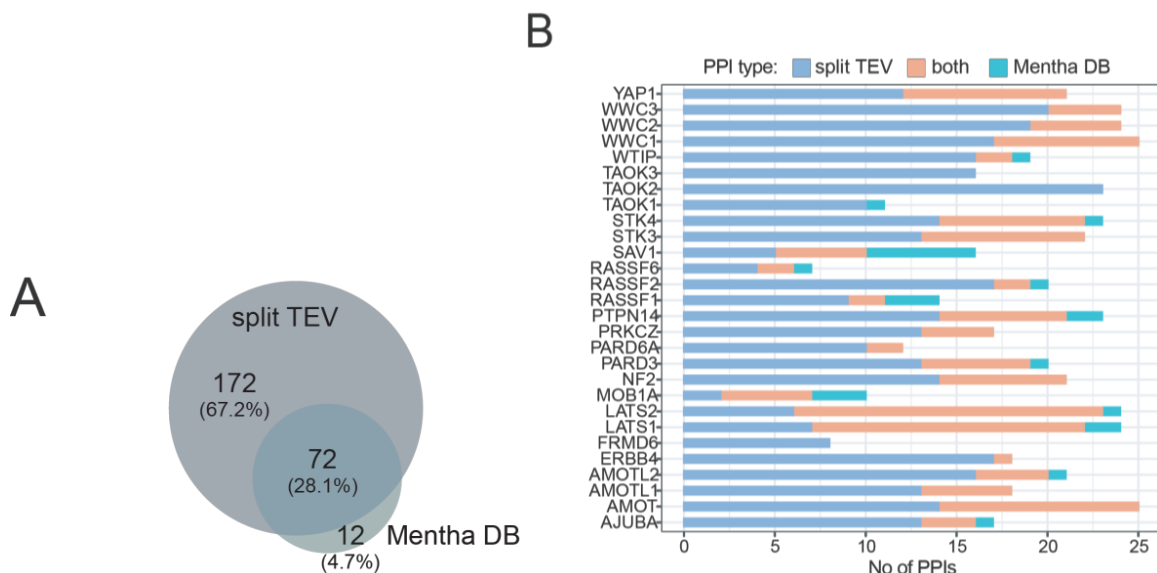 A
split TEV
172
(67.2%)
72
(28.1%)
12
(4.7%)
Mentha DB
B
PPI type: split TEV both Mentha DB
YAP1
WWC3
WWC2
WWC1
WTIP
TAOK3
TAOK2
TAOK1
STK4
STK3
SAV1
RASSF6
RASSF2
RASSF1
PTPN14
PRKCZ
PARD6A
PARD3
NF2
MOB1A
LATS2
LATS1
FRMD6
ERBB4
AMOTL2
AMOTL1
AMOT
AJUBA
0 5 10 15 20 25
No of PPIs